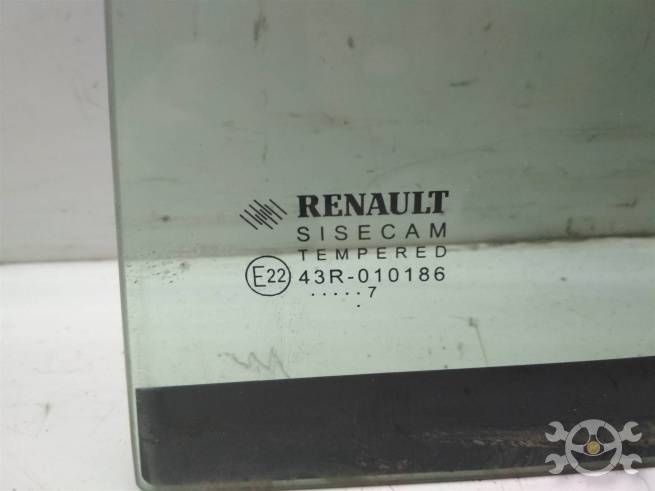 RENAULT
SISECAM
TEMPERED
E22 43R-010186
.....7
.